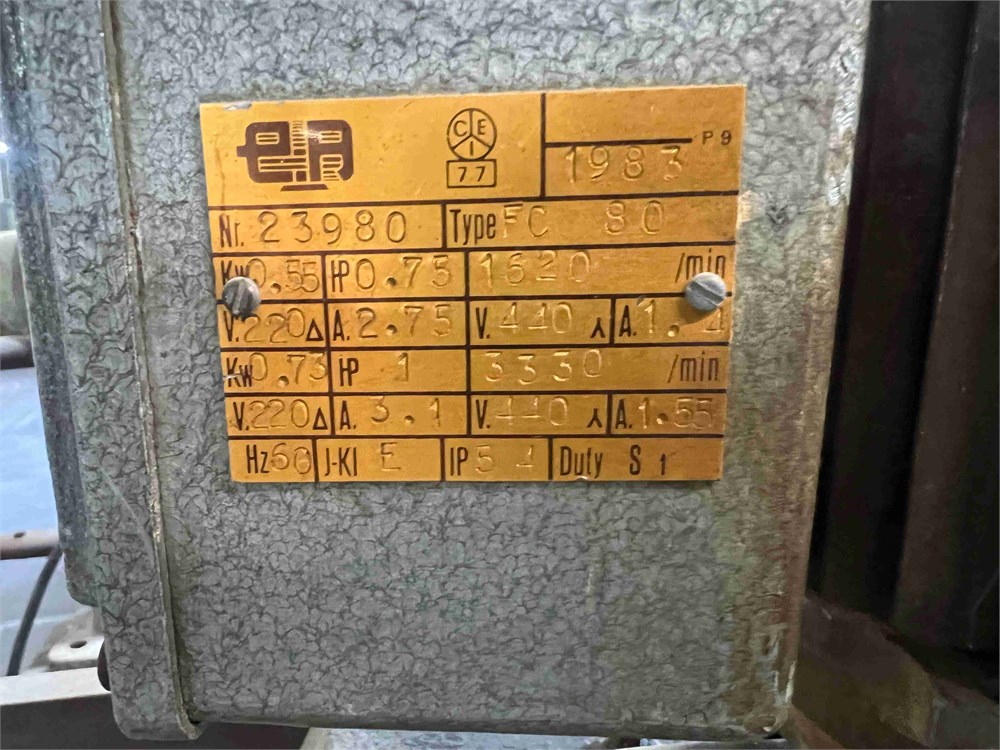 CEI
77
P9
1983
Nr. 23980 Type FC 80
Kw 0.55 HP 0.75 1620 /min
V. 220 Δ A. 2.75 V. 440 ⅄ A. 1.4
Kw 0.73 HP 1 3330 /min
V. 220 Δ A. 3.1 V. 440 ⅄ A. 1.55
Hz 60 J-Kl E IP 54 Duty S1